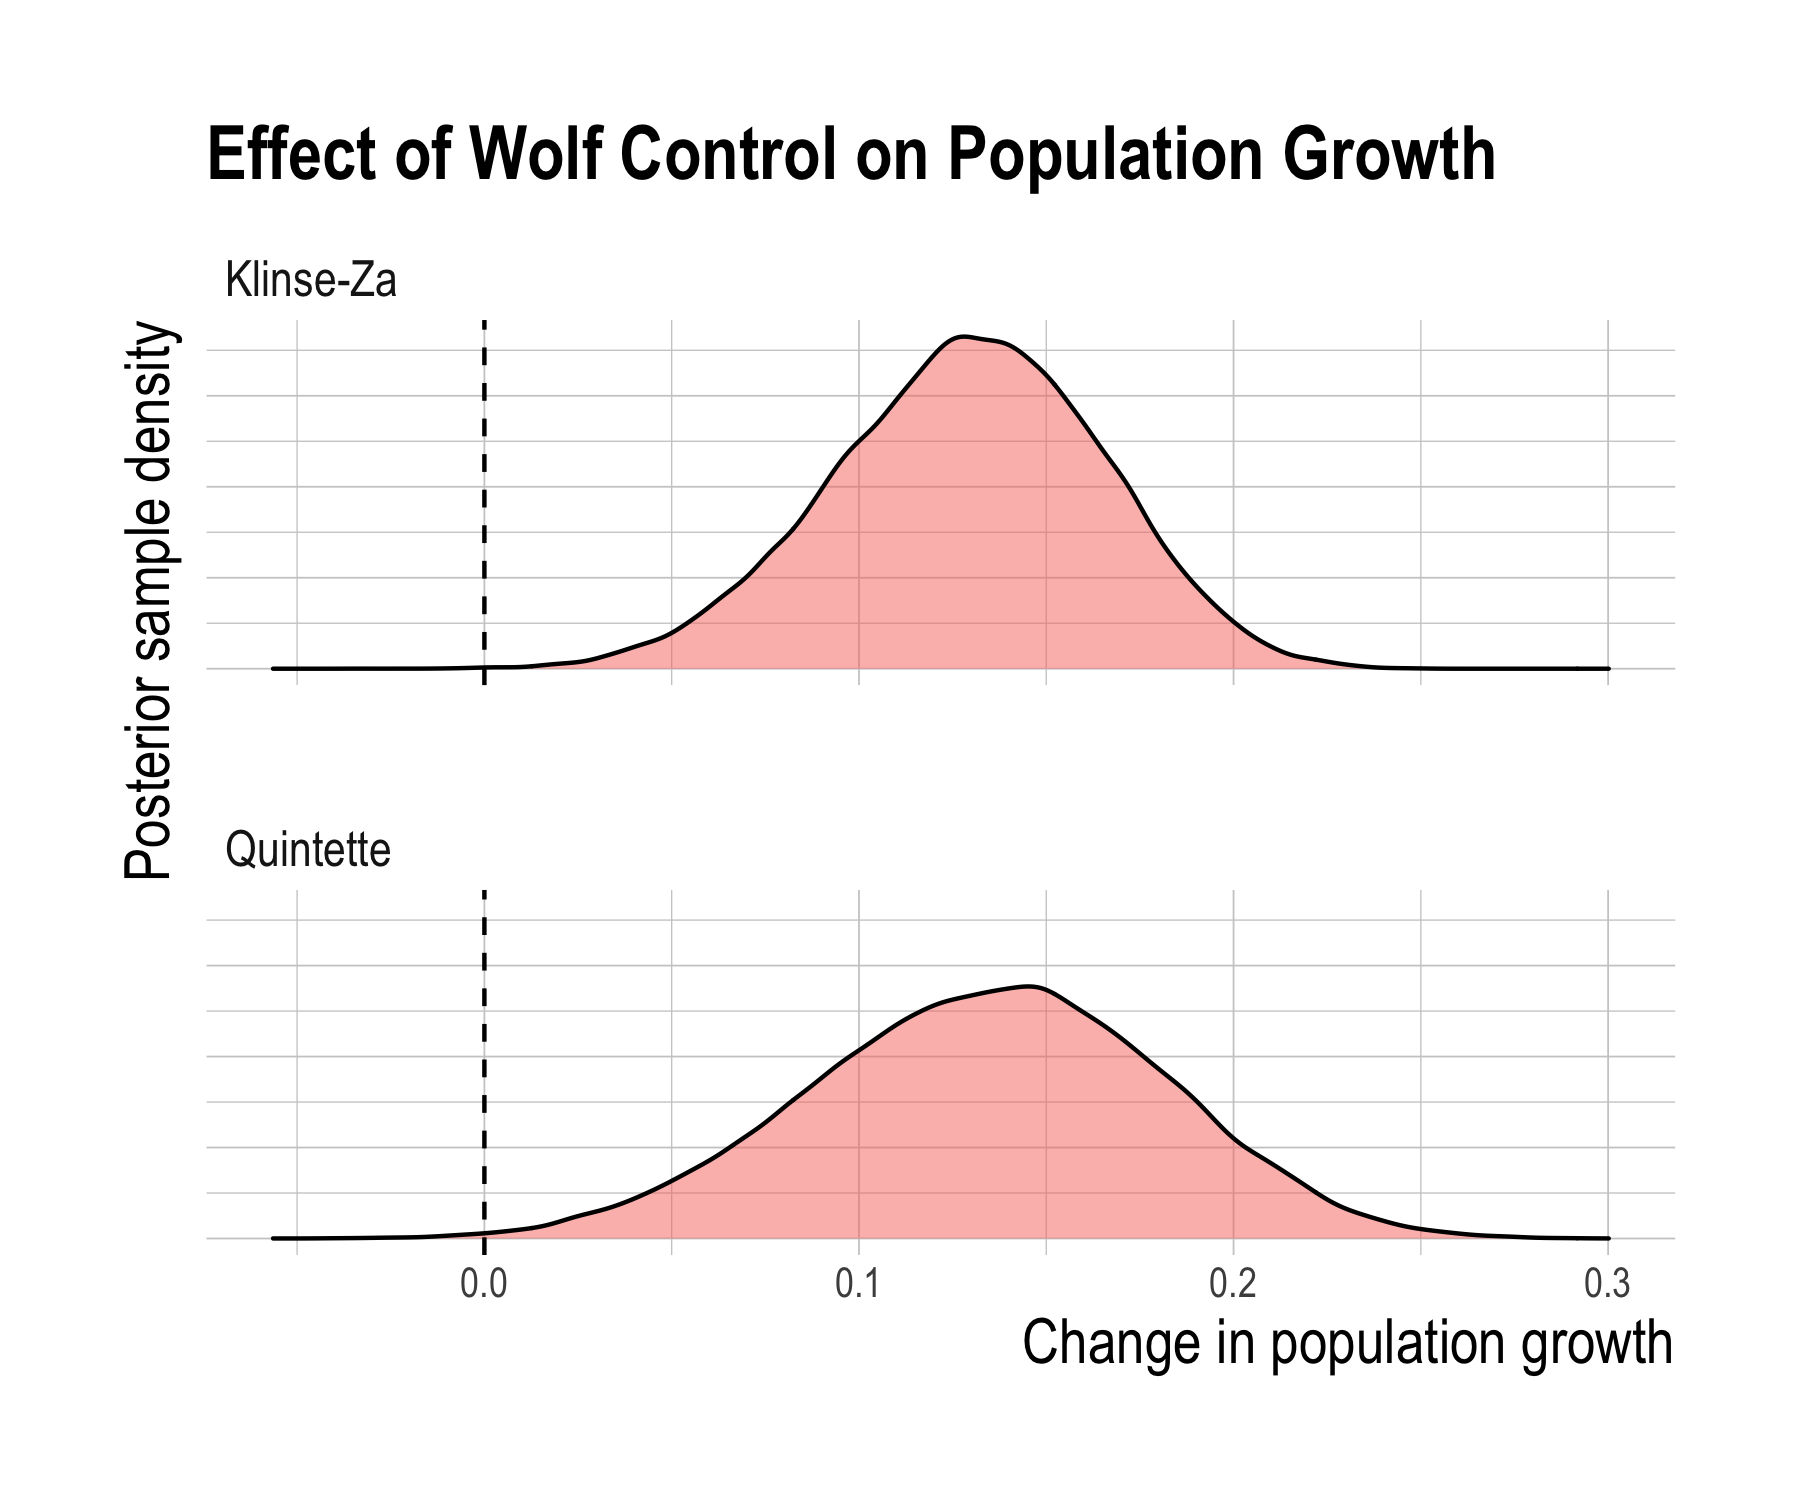 Effect of Wolf Control on Population Growth
Klinse-Za
Posterior sample density
Quintette
0.0
0.1
0.2
0.3
Change in population growth